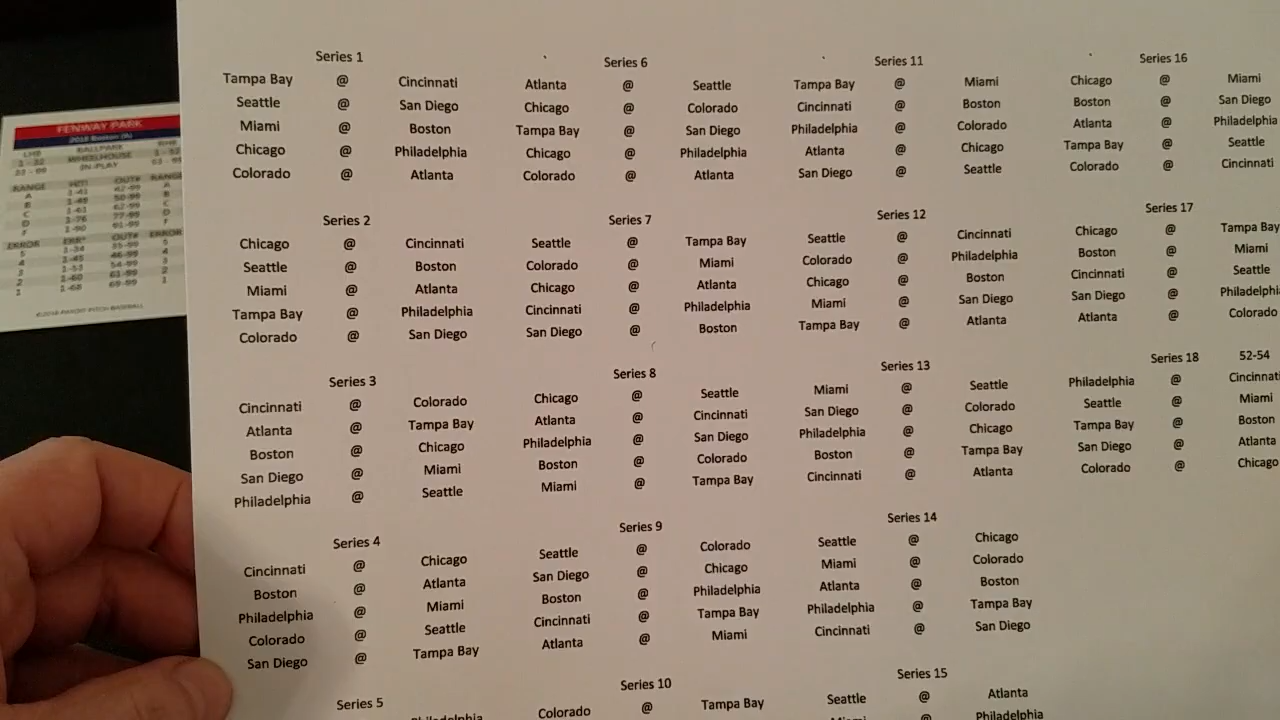 FENWAY PARK
BALLPARK
WHEELHOUSE
IN-PLAY
Series 1
Tampa Bay @ Cincinnati
Seattle @ San Diego
Miami @ Boston
Chicago @ Philadelphia
Colorado @ Atlanta
Series 2
Chicago @ Cincinnati
Seattle @ Boston
Miami @ Atlanta
Tampa Bay @ Philadelphia
Colorado @ San Diego
Series 3
Cincinnati @ Colorado
Atlanta @ Tampa Bay
Boston @ Chicago
San Diego @ Miami
Philadelphia @ Seattle
Series 4
Cincinnati @ Chicago
Boston @ Atlanta
Philadelphia @ Miami
Colorado @ Seattle
San Diego @ Tampa Bay
Series 5
Series 6
Atlanta @ Seattle
Chicago @ Colorado
Tampa Bay @ San Diego
Chicago @ Philadelphia
Colorado @ Atlanta
Series 7
Seattle @ Tampa Bay
Colorado @ Miami
Chicago @ Atlanta
Cincinnati @ Philadelphia
San Diego @ Boston
Series 8
Chicago @ Seattle
Atlanta @ Cincinnati
Philadelphia @ San Diego
Boston @ Colorado
Miami @ Tampa Bay
Series 9
Seattle @ Colorado
San Diego @ Chicago
Boston @ Philadelphia
Cincinnati @ Tampa Bay
Atlanta @ Miami
Series 10
Colorado @ Tampa Bay
Series 11
Tampa Bay @ Miami
Cincinnati @ Boston
Philadelphia @ Colorado
Atlanta @ Chicago
San Diego @ Seattle
Series 12
Seattle @ Cincinnati
Colorado @ Philadelphia
Chicago @ Boston
Miami @ San Diego
Tampa Bay @ Atlanta
Series 13
Miami @ Seattle
San Diego @ Colorado
Philadelphia @ Chicago
Boston @ Tampa Bay
Cincinnati @ Atlanta
Series 14
Seattle @ Chicago
Miami @ Colorado
Atlanta @ Boston
Philadelphia @ Tampa Bay
Cincinnati @ San Diego
Series 15
Seattle @ Atlanta
Miami @ Philadelphia
Series 16
Chicago @ Miami
Boston @ San Diego
Atlanta @ Philadelphia
Tampa Bay @ Seattle
Colorado @ Cincinnati
Series 17
Chicago @ Tampa Bay
Boston @ Miami
Cincinnati @ Seattle
San Diego @ Philadelphia
Atlanta @ Colorado
Series 18 52-54
Philadelphia @ Cincinnati
Seattle @ Miami
Tampa Bay @ Boston
San Diego @ Atlanta
Colorado @ Chicago